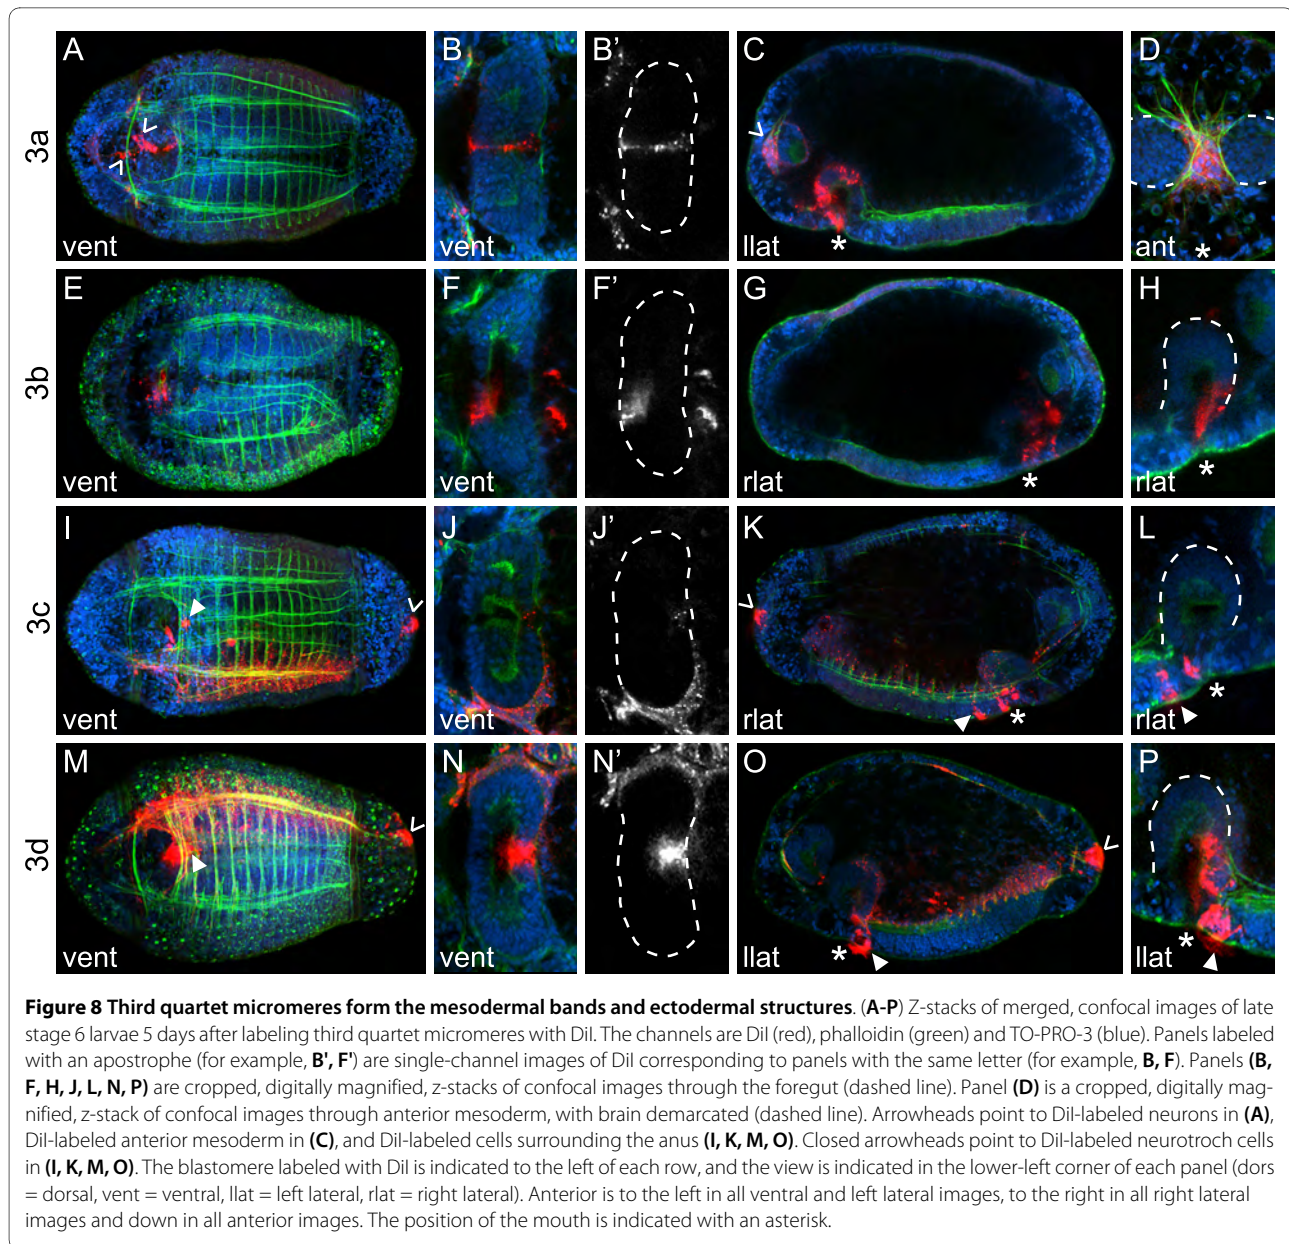 3a
A
vent
B
vent
B'
C
llat
*
D
ant
*
3b
E
vent
F
vent
F'
G
rlat
*
H
rlat
*
3c
I
vent
J
vent
J'
K
rlat
*
L
rlat
*
3d
M
vent
N
vent
N'
O
llat
*
P
llat
*
Figure 8 Third quartet micromeres form the mesodermal bands and ectodermal structures. (A-P) Z-stacks of merged, confocal images of late
stage 6 larvae 5 days after labeling third quartet micromeres with DiI. The channels are DiI (red), phalloidin (green) and TO-PRO-3 (blue). Panels labeled
with an apostrophe (for example, B', F') are single-channel images of DiI corresponding to panels with the same letter (for example, B, F). Panels (B,
F, H, J, L, N, P) are cropped, digitally magnified, z-stacks of confocal images through the foregut (dashed line). Panel (D) is a cropped, digitally mag-
nified, z-stack of confocal images through anterior mesoderm, with brain demarcated (dashed line). Arrowheads point to DiI-labeled neurons in (A),
DiI-labeled anterior mesoderm in (C), and DiI-labeled cells surrounding the anus (I, K, M, O). Closed arrowheads point to DiI-labeled neurotroch cells
in (I, K, M, O). The blastomere labeled with DiI is indicated to the left of each row, and the view is indicated in the lower-left corner of each panel (dors
= dorsal, vent = ventral, llat = left lateral, rlat = right lateral). Anterior is to the left in all ventral and left lateral images, to the right in all right lateral
images and down in all anterior images. The position of the mouth is indicated with an asterisk.